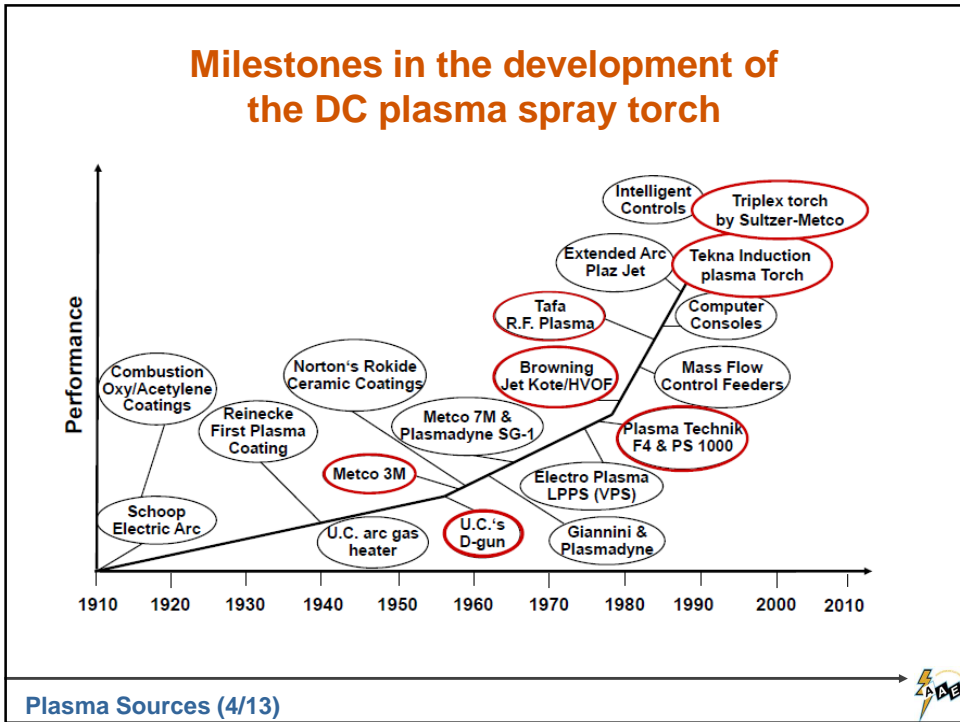 Milestones in the development of
the DC plasma spray torch
Performance
Intelligent
Controls
Triplex torch
by Sultzer-Metco
Extended Arc
Plaz Jet
Tekna Induction
plasma Torch
Tafa
R.F. Plasma
Computer
Consoles
Norton's Rokide
Ceramic Coatings
Browning
Jet Kote/HVOF
Mass Flow
Control Feeders
Combustion
Oxy/Acetylene
Coatings
Reinecke
First Plasma
Coating
Metco 7M &
Plasmadyne SG-1
Plasma Technik
F4 & PS 1000
Metco 3M
Electro Plasma
LPPS (VPS)
Schoop
Electric Arc
U.C. arc gas
heater
U.C.'s
D-gun
Giannini &
Plasmadyne
1910 1920 1930 1940 1950 1960 1970 1980 1990 2000 2010
Plasma Sources (4/13)
AAE